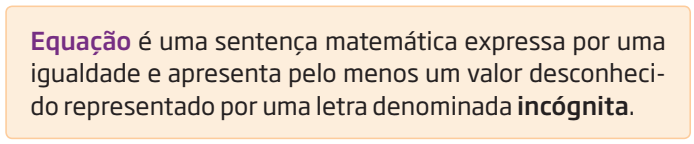 Equação é uma sentença matemática expressa por uma
igualdade e apresenta pelo menos um valor desconheci-
do representado por uma letra denominada incógnita.